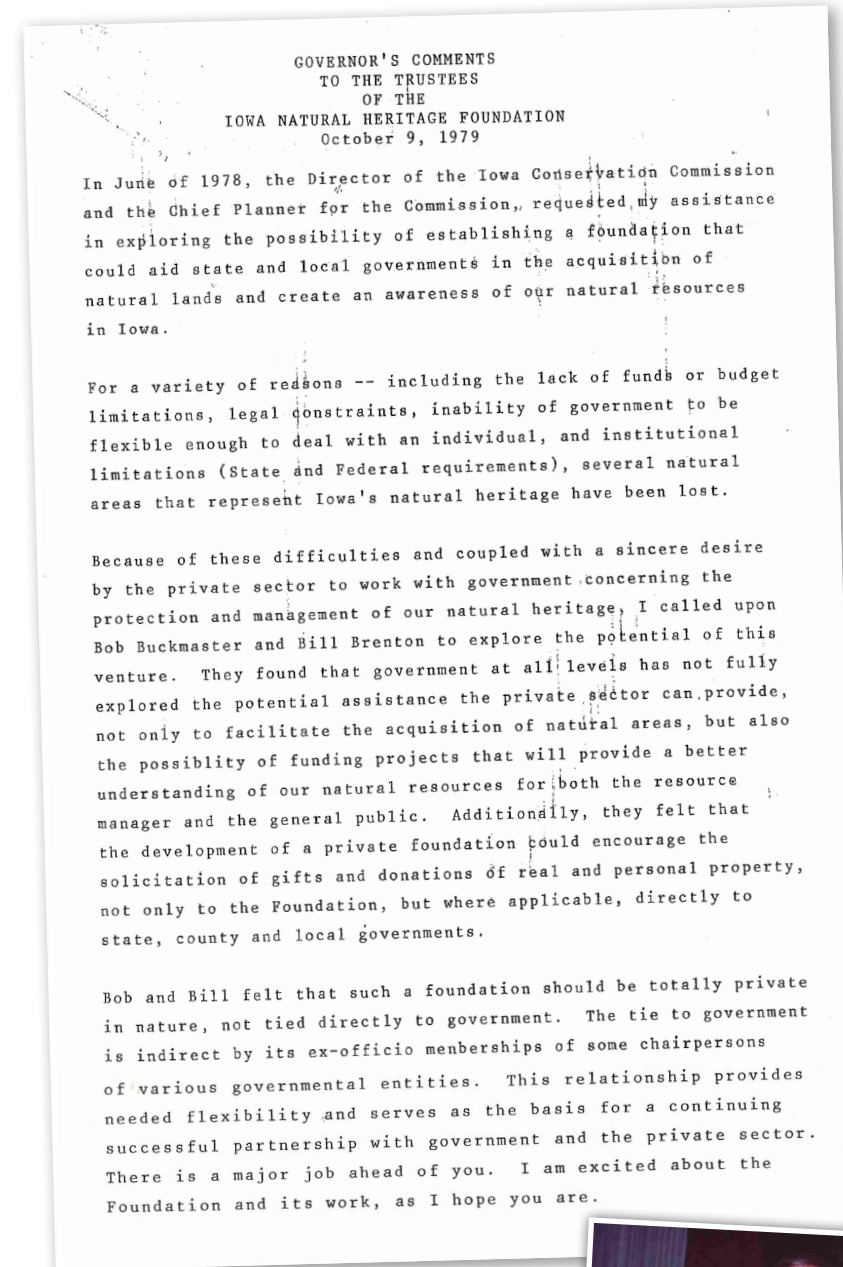 GOVERNOR'S COMMENTS
TO THE TRUSTEES
OF THE
IOWA NATURAL HERITAGE FOUNDATION
October 9, 1979
In June of 1978, the Director of the Iowa Conservation Commission
and the Chief Planner for the Commission, requested my assistance
in exploring the possibility of establishing a foundation that
could aid state and local governments in the acquisition of
natural lands and create an awareness of our natural resources
in Iowa.
For a variety of reasons -- including the lack of funds or budget
limitations, legal constraints, inability of government to be
flexible enough to deal with an individual, and institutional
limitations (State and Federal requirements), several natural
areas that represent Iowa's natural heritage have been lost.
Because of these difficulties and coupled with a sincere desire
by the private sector to work with government concerning the
protection and management of our natural heritage, I called upon
Bob Buckmaster and Bill Brenton to explore the potential of this
venture. They found that government at all levels has not fully
explored the potential assistance the private sector can provide,
not only to facilitate the acquisition of natural areas, but also
the possiblity of funding projects that will provide a better
understanding of our natural resources for both the resource
manager and the general public. Additionally, they felt that
the development of a private foundation could encourage the
solicitation of gifts and donations of real and personal property,
not only to the Foundation, but where applicable, directly to
state, county and local governments.
Bob and Bill felt that such a foundation should be totally private
in nature, not tied directly to government. The tie to government
is indirect by its ex-officio menberships of some chairpersons
of various governmental entities. This relationship provides
needed flexibility and serves as the basis for a continuing
successful partnership with government and the private sector.
There is a major job ahead of you. I am excited about the
Foundation and its work, as I hope you are.